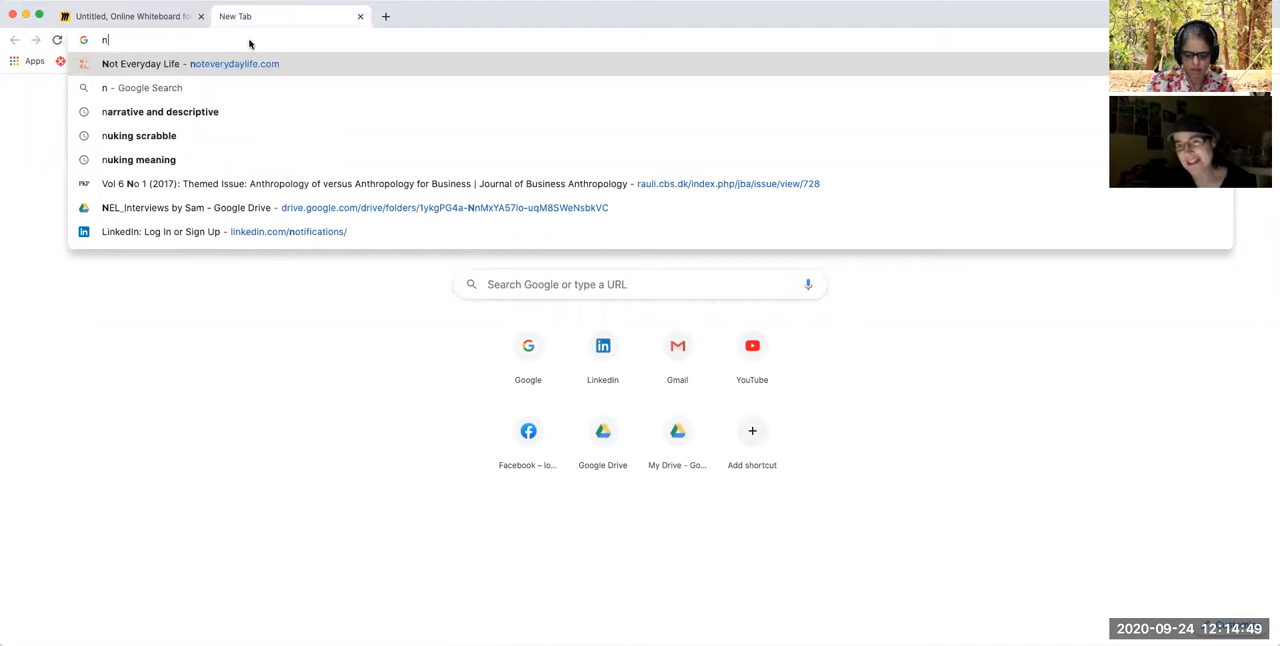 Untitled, Online Whiteboard fo
New Tab
n
Apps
Not Everyday Life - noteverydaylife.com
n - Google Search
narrative and descriptive
nuking scrabble
nuking meaning
Vol 6 No 1 (2017): Themed Issue: Anthropology of versus Anthropology for Business | Journal of Business Anthropology - rauli.cbs.dk/index.php/jba/issue/view/728
NEL_Interviews by Sam - Google Drive - drive.google.com/drive/folders/1ykgPG4a-NnMxYA57lo-uqM8SWeNsbkVC
LinkedIn: Log In or Sign Up - linkedin.com/notifications/
Search Google or type a URL
Google
LinkedIn
Gmail
YouTube
Facebook – lo...
Google Drive
My Drive - Go...
Add shortcut
2020-09-24 12:14:49